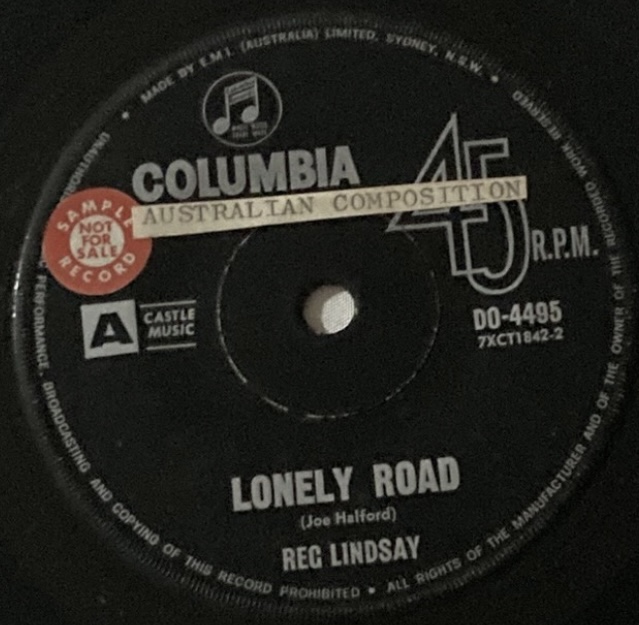 MADE BY E.M.I. (AUSTRALIA) LIMITED. SYDNEY, N.S.W. •
COLUMBIA
AUSTRALIAN COMPOSITION
SAMPLE
NOT
FOR
SALE
RECORD
45
R.P.M.
A
CASTLE
MUSIC
DO-4495
7XCT1842-2
LONELY ROAD
(Joe Halford)
REG LINDSAY
PERFORMANCE, BROADCASTING AND COPYING OF THIS RECORD PROHIBITED • ALL RIGHTS OF THE MANUFACTURER AND OF THE OWNER OF THE RECORDED WORK RESERVED